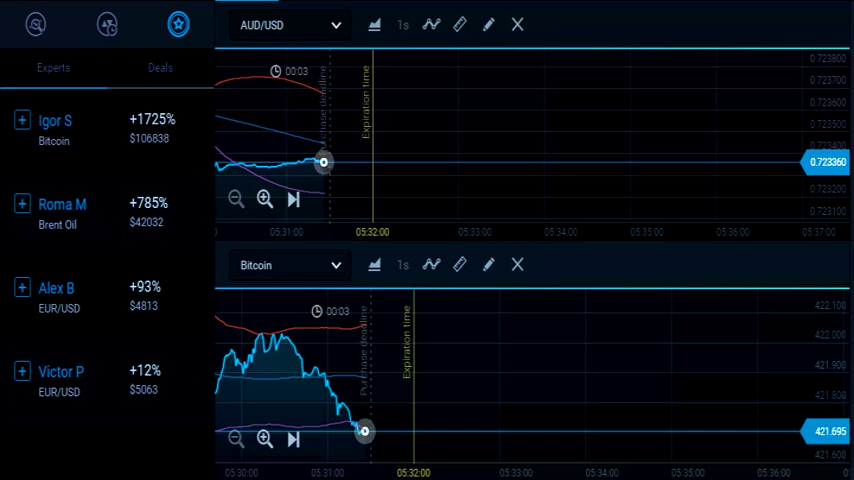 Experts Deals
Igor S +1725%
Bitcoin $106838
Roma M +785%
Brent Oil $42032
Alex B +93%
EUR/USD $4813
Victor P +12%
EUR/USD $5063
AUD/USD 1s
00:03
Purchase deadline
Expiration time
0.723800
0.723700
0.723600
0.723500
0.723400
0.723360
0.723200
0.723100
05:31:00 05:32:00 05:33:00 05:34:00 05:35:00 05:36:00 05:37:00
Bitcoin 1s
00:03
Purchase deadline
Expiration time
422.100
422.000
421.900
421.800
421.695
421.600
05:30:00 05:31:00 05:32:00 05:33:00 05:34:00 05:35:00 05:36:00